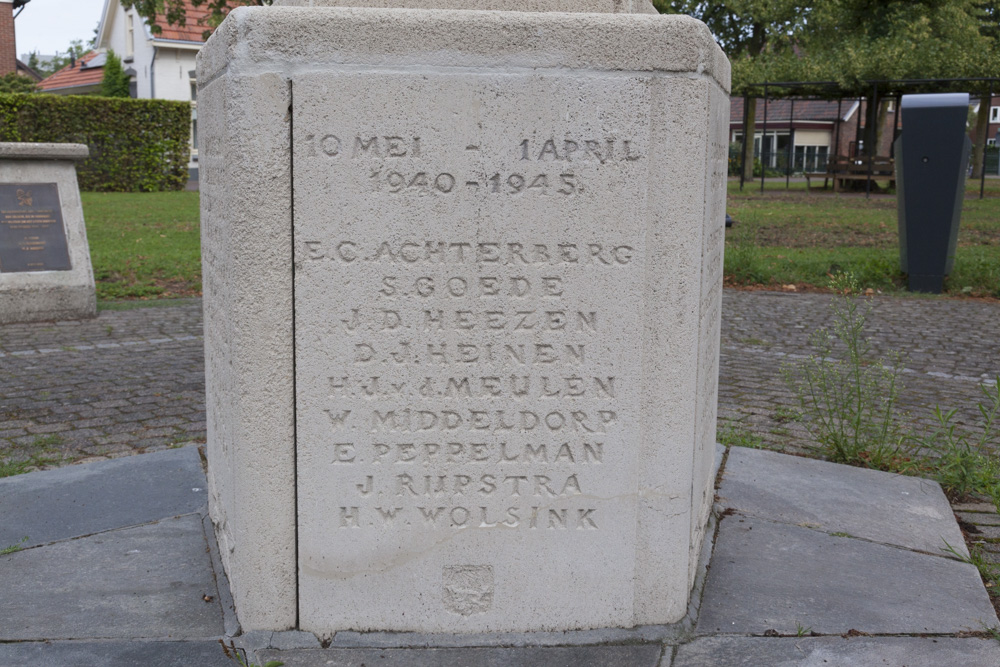 10 MEI - 1 APRIL
1940-1945.
E.C. ACHTERBERG
S. GOEDE
J.D. HEEZEN
D.J. HEINEN
H.J. v. d. MEULEN
W. MIDDELDORP
E. PEPPELMAN
J. RIJPSTRA
H.W. WOLSINK